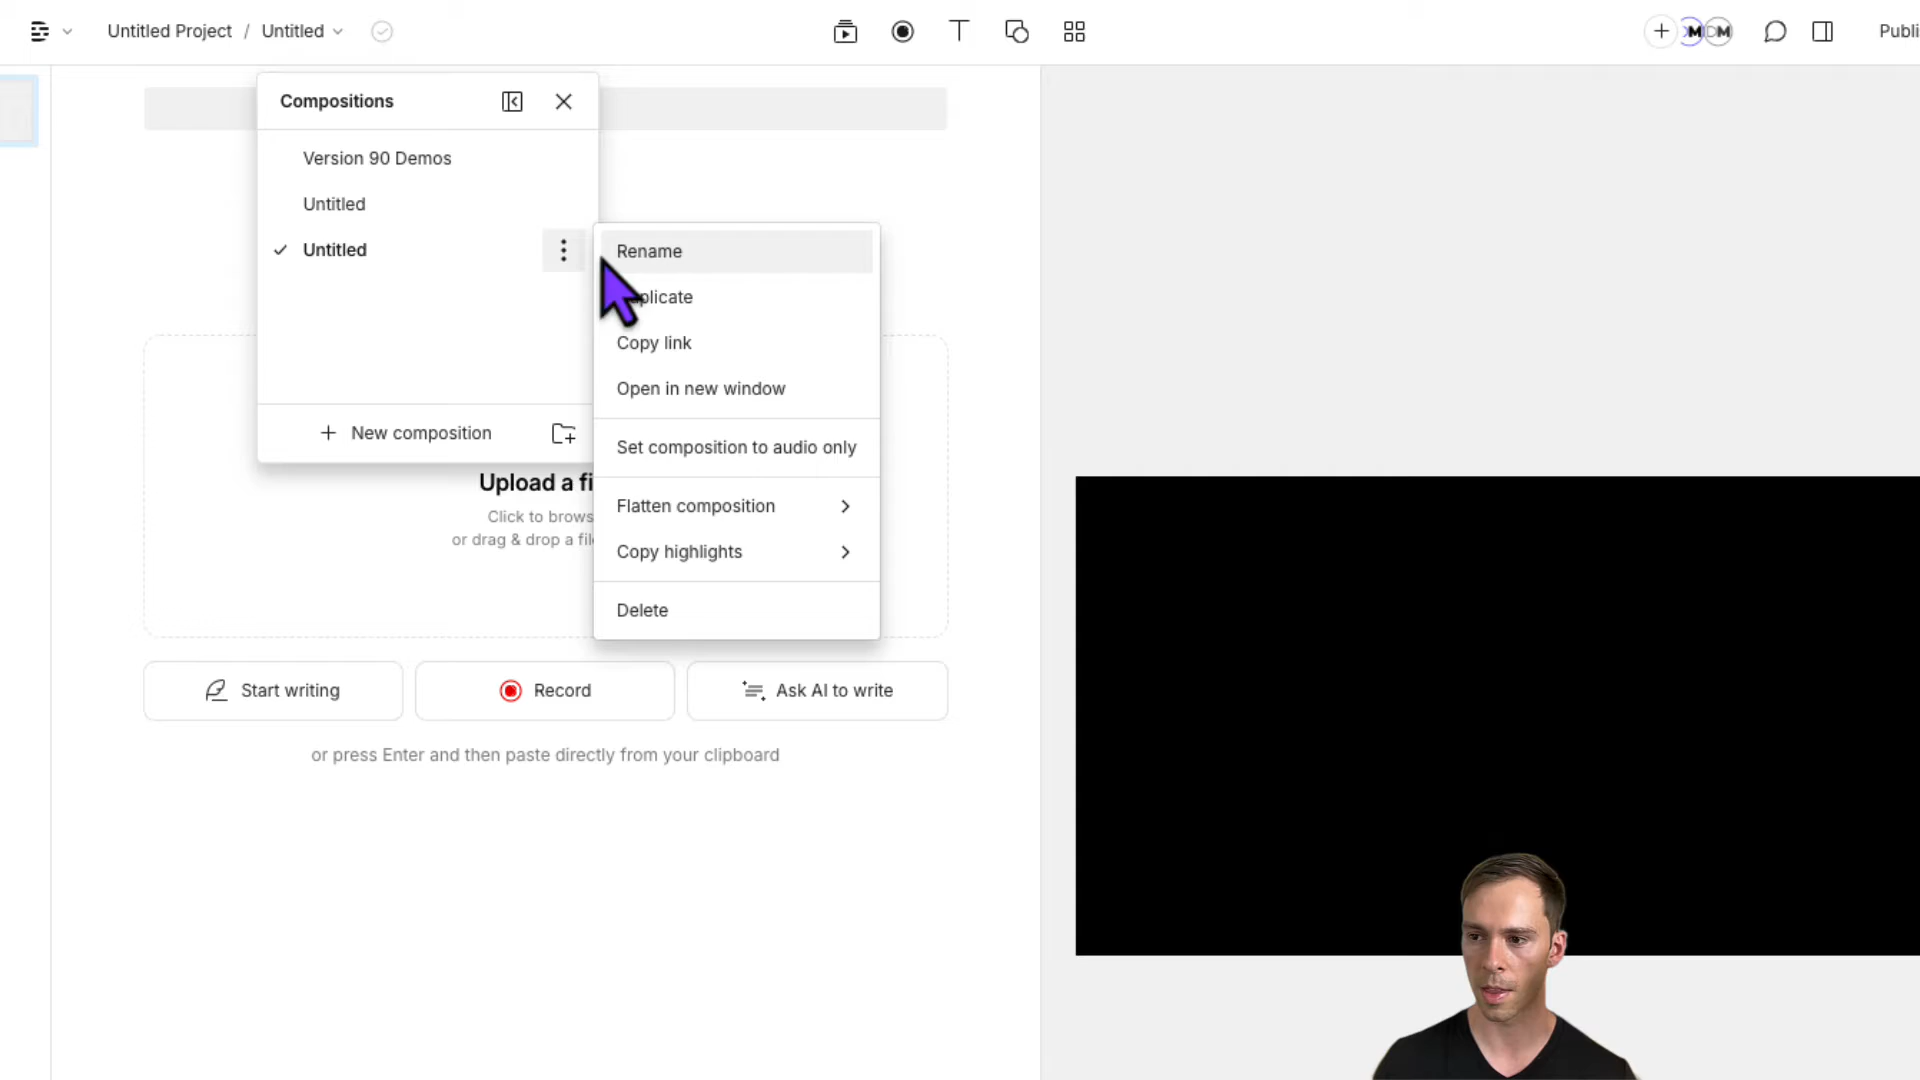 Untitled Project / Untitled
Publi
Compositions
Version 90 Demos
Untitled
Untitled
New composition
Rename
plicate
Copy link
Open in new window
Set composition to audio only
Flatten composition
Copy highlights
Delete
Upload a fi
Click to brows
or drag & drop a fil
Start writing
Record
Ask AI to write
or press Enter and then paste directly from your clipboard